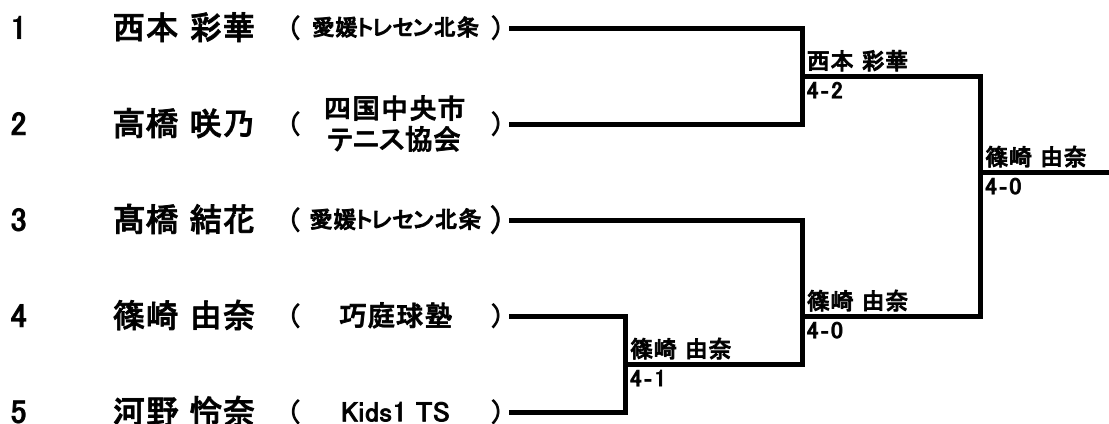 1 西本 彩華 ( 愛媛トレセン北条 )
西本 彩華
4-2
2 高橋 咲乃 ( 四国中央市
テニス協会 )
篠崎 由奈
4-0
3 髙橋 結花 ( 愛媛トレセン北条 )
4 篠崎 由奈 ( 巧庭球塾 )
篠崎 由奈
4-0
篠崎 由奈
4-1
5 河野 怜奈 ( Kids1 TS )